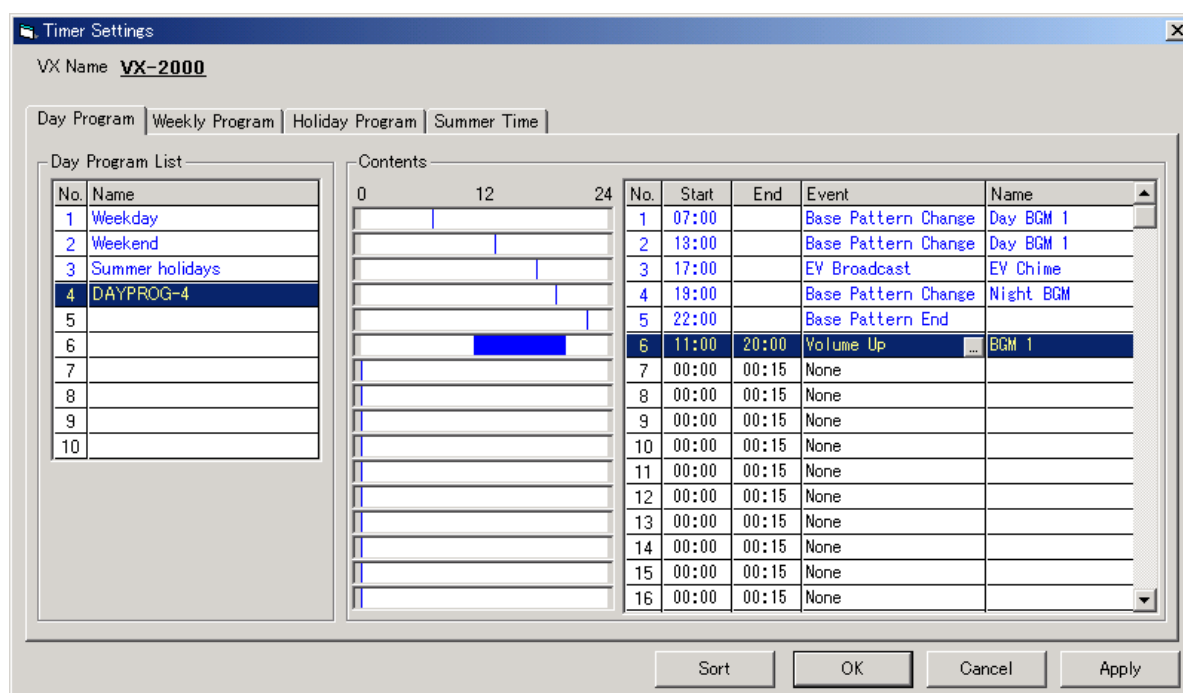 Timer Settings
VX Name VX-2000
Day Program Weekly Program Holiday Program Summer Time
Day Program List
No. Name
1 Weekday
2 Weekend
3 Summer holidays
4 DAYPROG-4
5
6
7
8
9
10
Contents
0 12 24
No. Start End Event Name
1 07:00 Base Pattern Change Day BGM 1
2 13:00 Base Pattern Change Day BGM 1
3 17:00 EV Broadcast EV Chime
4 19:00 Base Pattern Change Night BGM
5 22:00 Base Pattern End
6 11:00 20:00 Volume Up ... BGM 1
7 00:00 00:15 None
8 00:00 00:15 None
9 00:00 00:15 None
10 00:00 00:15 None
11 00:00 00:15 None
12 00:00 00:15 None
13 00:00 00:15 None
14 00:00 00:15 None
15 00:00 00:15 None
16 00:00 00:15 None
Sort OK Cancel Apply